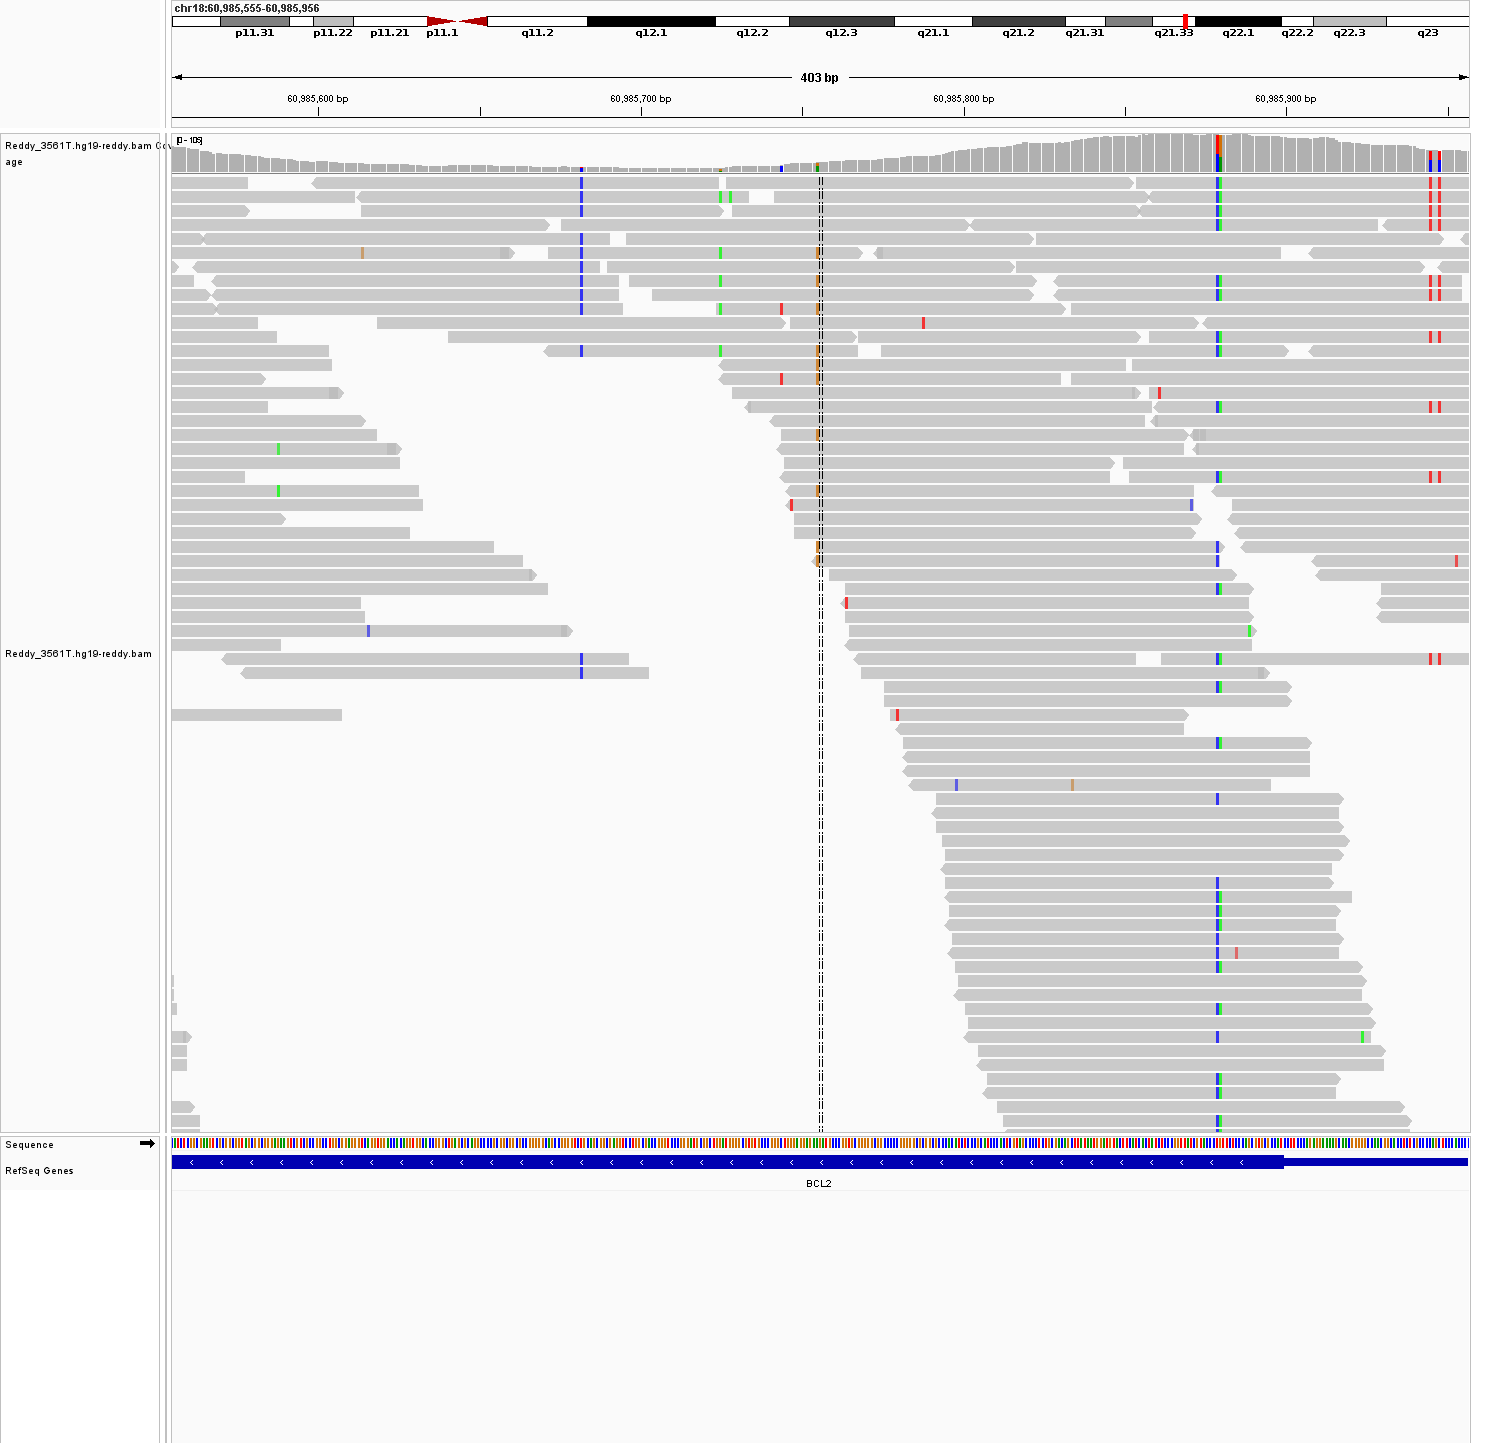 chr18:60,985,555-60,985,956
p11.31 p11.22 p11.21 p11.1 q11.2 q12.1 q12.2 q12.3 q21.1 q21.2 q21.31 q21.33 q22.1 q22.2 q22.3 q23
403 bp
60,985,600 bp 60,985,700 bp 60,985,800 bp 60,985,900 bp
Reddy_3561T.hg19-reddy.bam Cov
age
[0 - 106]
Reddy_3561T.hg19-reddy.bam
Sequence
RefSeq Genes
BCL2